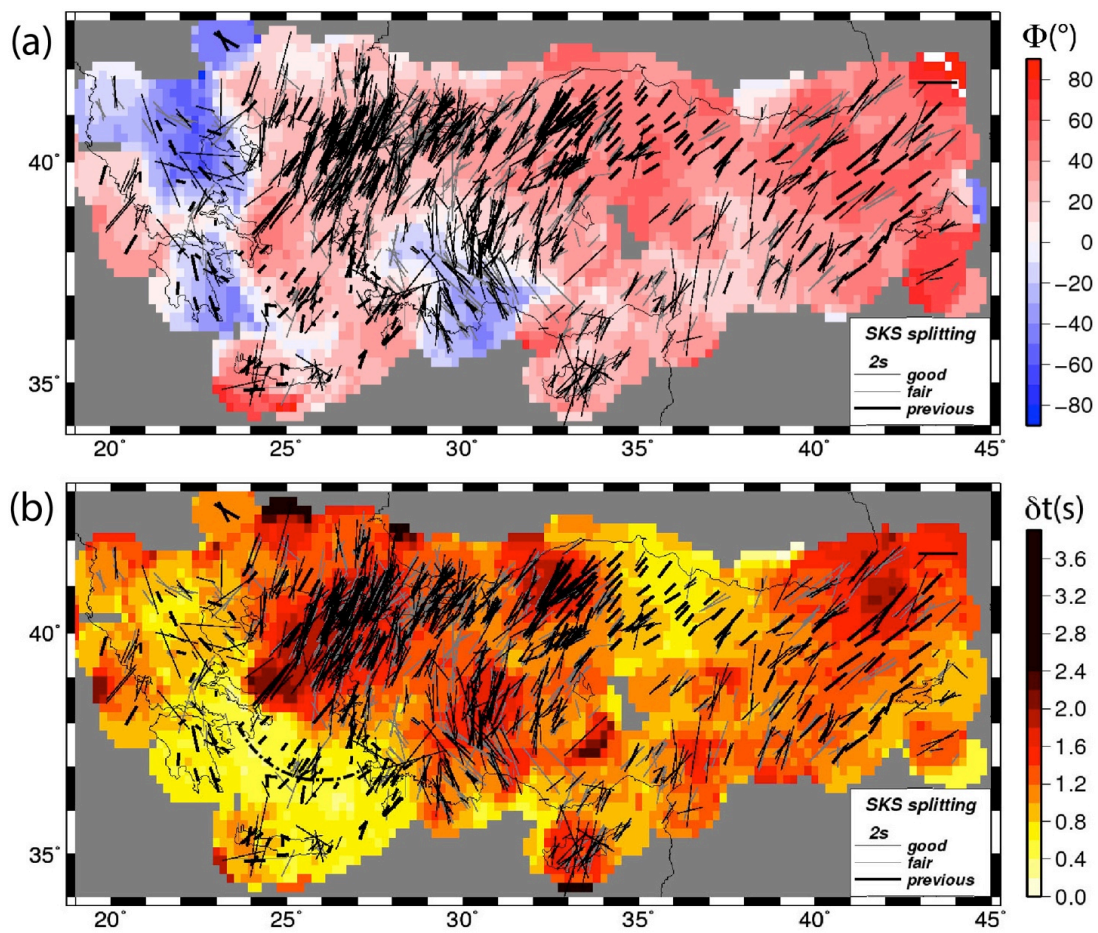 (a)
Φ(°)
80
60
40
20
0
−20
−40
−60
−80
40˚
35˚
SKS splitting
2s
good
fair
previous
20˚ 25˚ 30˚ 35˚ 40˚ 45˚
(b)
δt(s)
3.6
3.2
2.8
2.4
2.0
1.6
1.2
0.8
0.4
0.0
40˚
35˚
SKS splitting
2s
good
fair
previous
20˚ 25˚ 30˚ 35˚ 40˚ 45˚